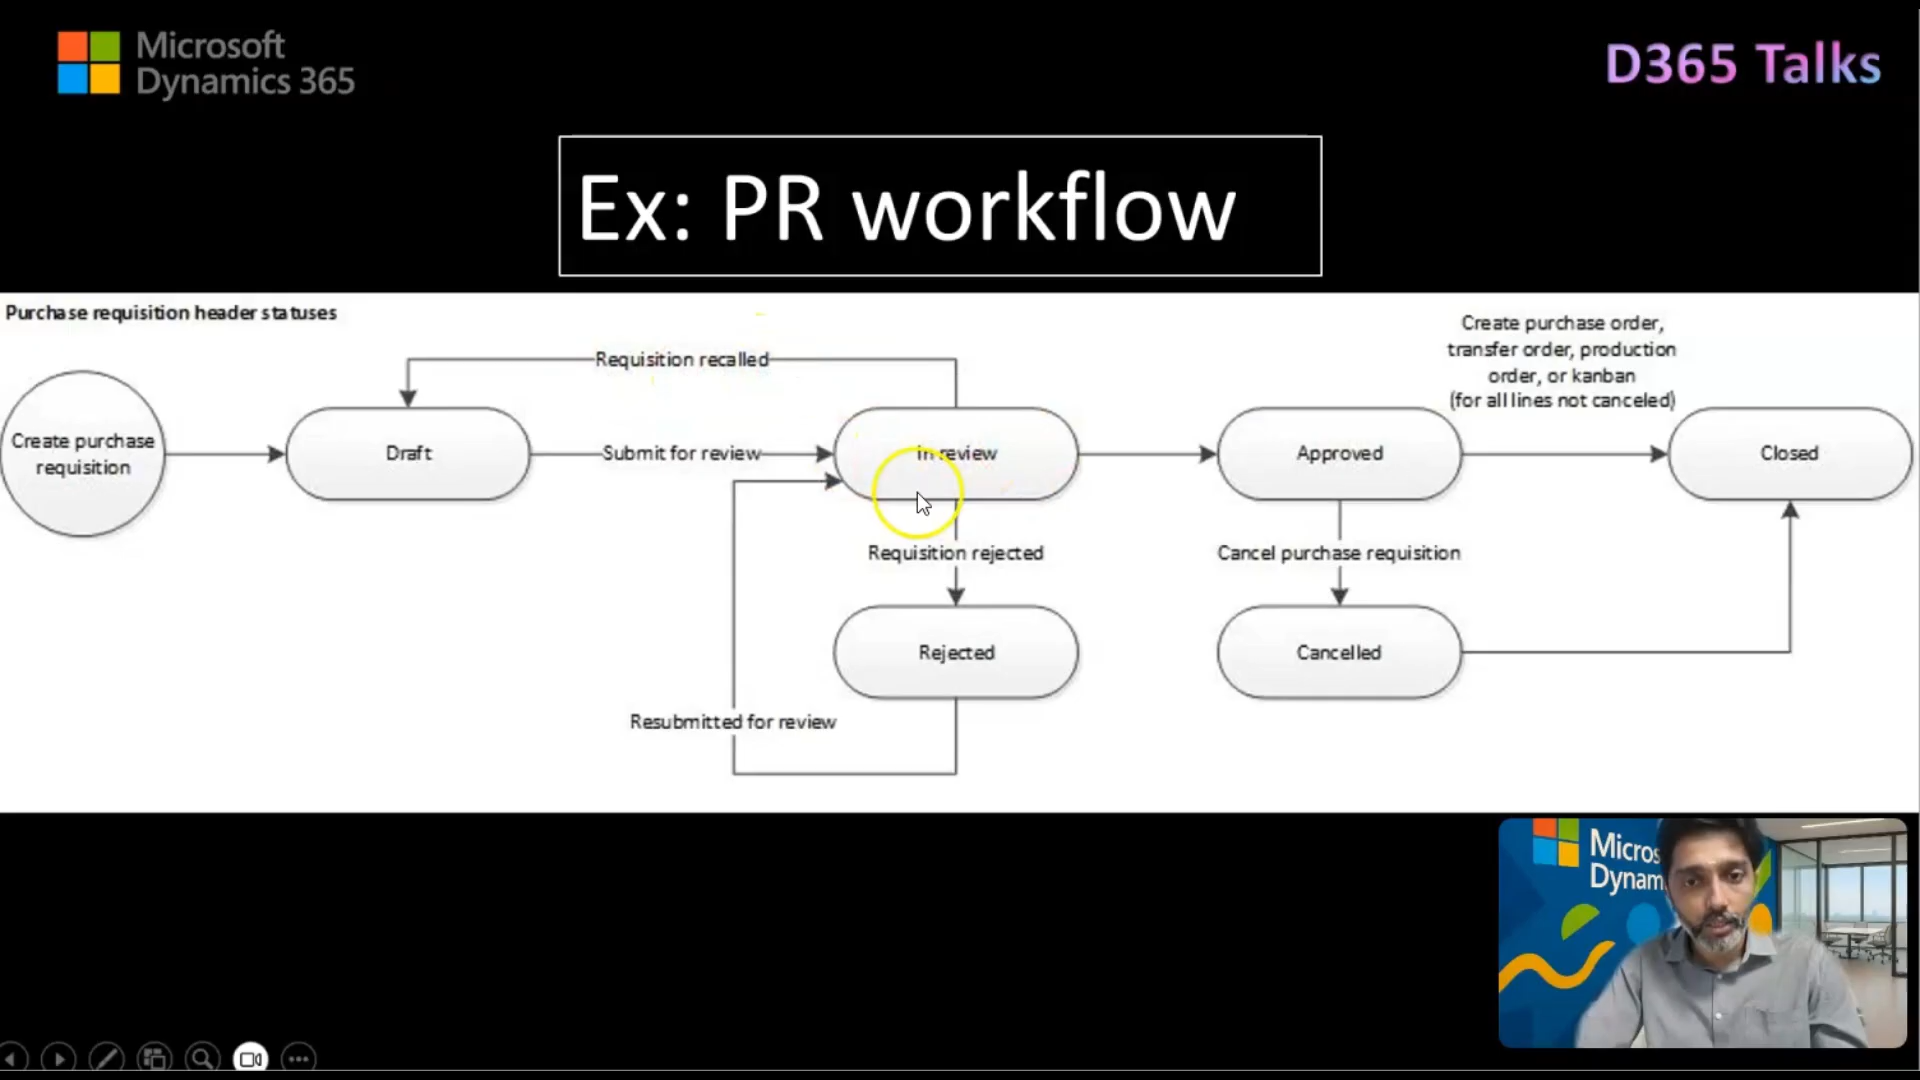 Microsoft
Dynamics 365
D365 Talks
Ex: PR workflow
Purchase requisition header statuses
Create purchase order,
transfer order, production
order, or kanban
(for all lines not canceled)
Requisition recalled
Create purchase
requisition
Draft
Submit for review
In review
Approved
Closed
Requisition rejected
Cancel purchase requisition
Rejected
Cancelled
Resubmitted for review
Micros
Dynam